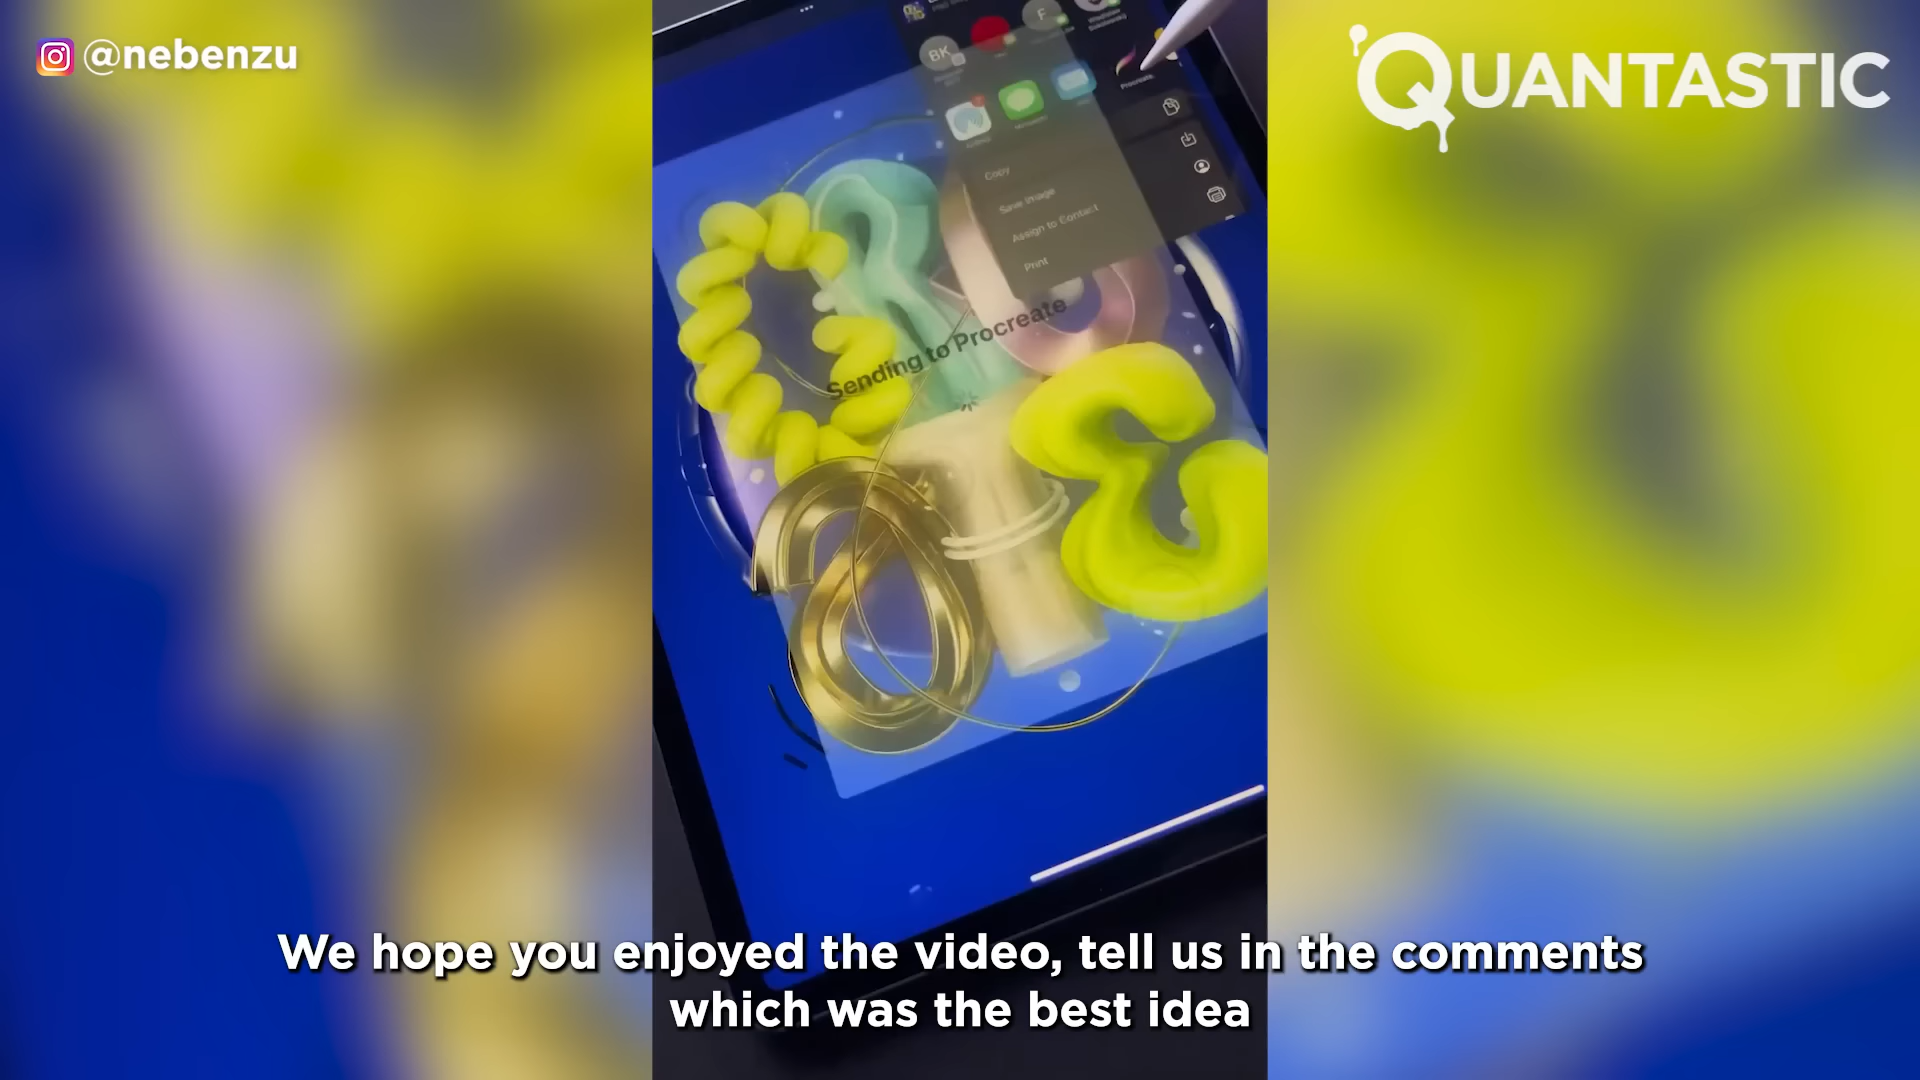 @nebenzu
QUANTASTIC
BK
F
Copy
Save Image
Assign to Contact
Print
Sending to Procreate
We hope you enjoyed the video, tell us in the comments
which was the best idea